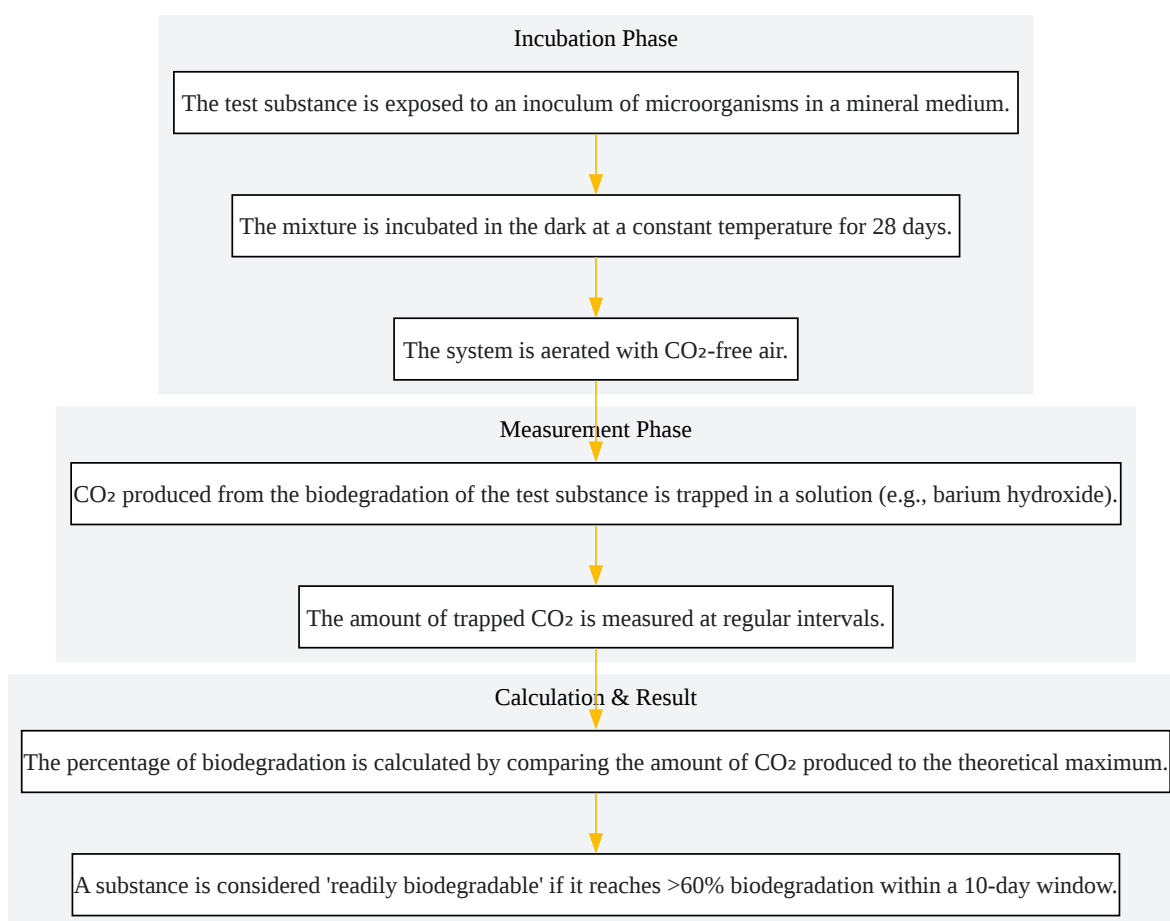 Incubation Phase
The test substance is exposed to an inoculum of microorganisms in a mineral medium.
The mixture is incubated in the dark at a constant temperature for 28 days.
The system is aerated with CO₂-free air.
Measurement Phase
CO₂ produced from the biodegradation of the test substance is trapped in a solution (e.g., barium hydroxide).
The amount of trapped CO₂ is measured at regular intervals.
Calculation & Result
The percentage of biodegradation is calculated by comparing the amount of CO₂ produced to the theoretical maximum.
A substance is considered 'readily biodegradable' if it reaches >60% biodegradation within a 10-day window.